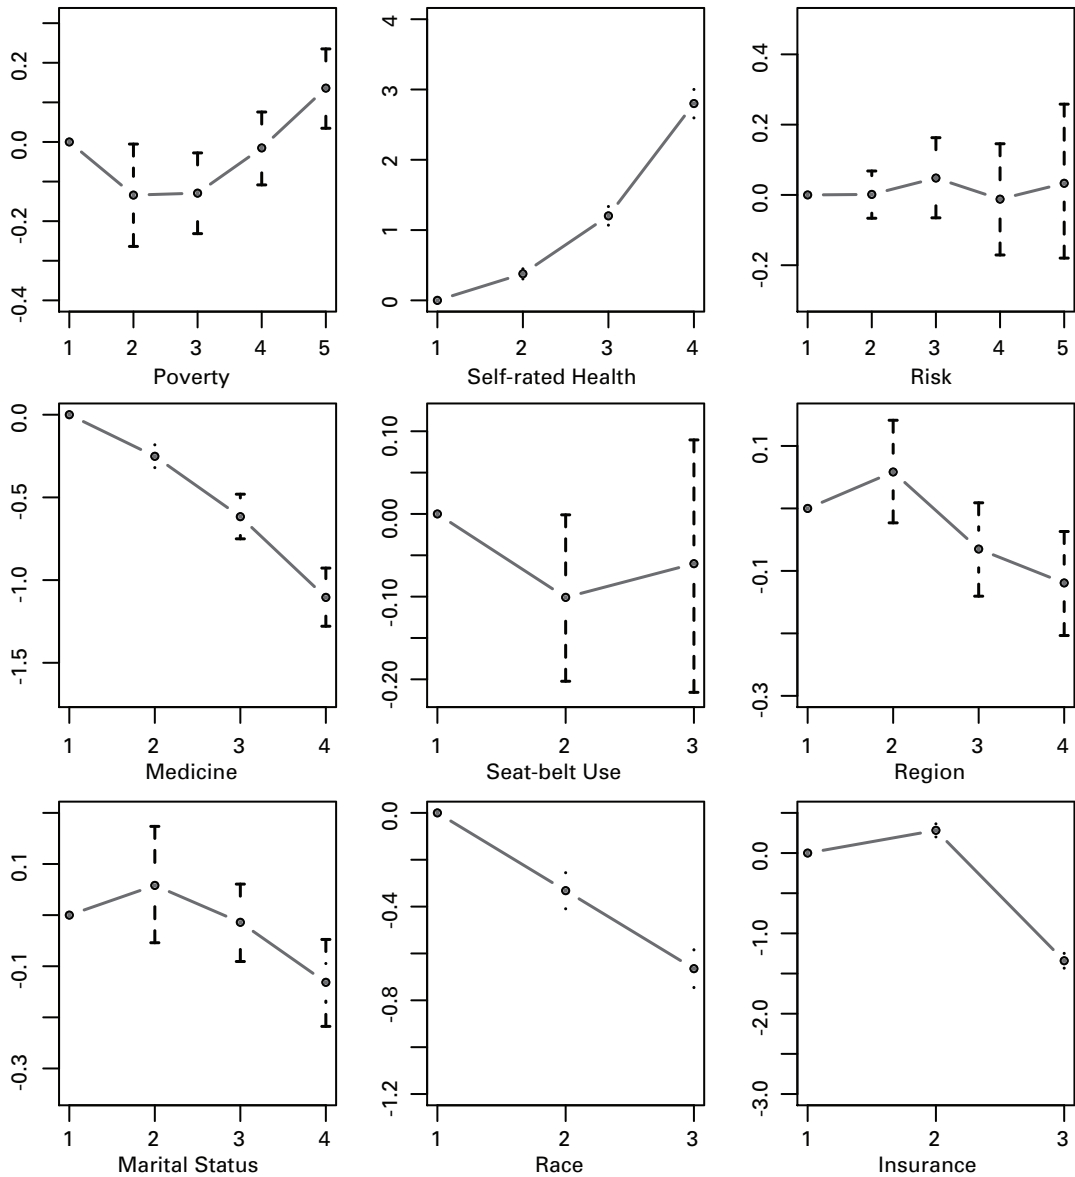 0.2
0.0
-0.2
-0.4
1 2 3 4 5
Poverty
4
3
2
1
0
1 2 3 4
Self-rated Health
0.4
0.2
0.0
-0.2
1 2 3 4 5
Risk
0.0
-0.5
-1.0
-1.5
1 2 3 4
Medicine
0.10
0.00
-0.10
-0.20
1 2 3
Seat-belt Use
0.1
-0.1
-0.3
1 2 3 4
Region
0.1
-0.1
-0.3
1 2 3 4
Marital Status
0.0
-0.4
-0.8
-1.2
1 2 3
Race
0.0
-1.0
-2.0
-3.0
1 2 3
Insurance